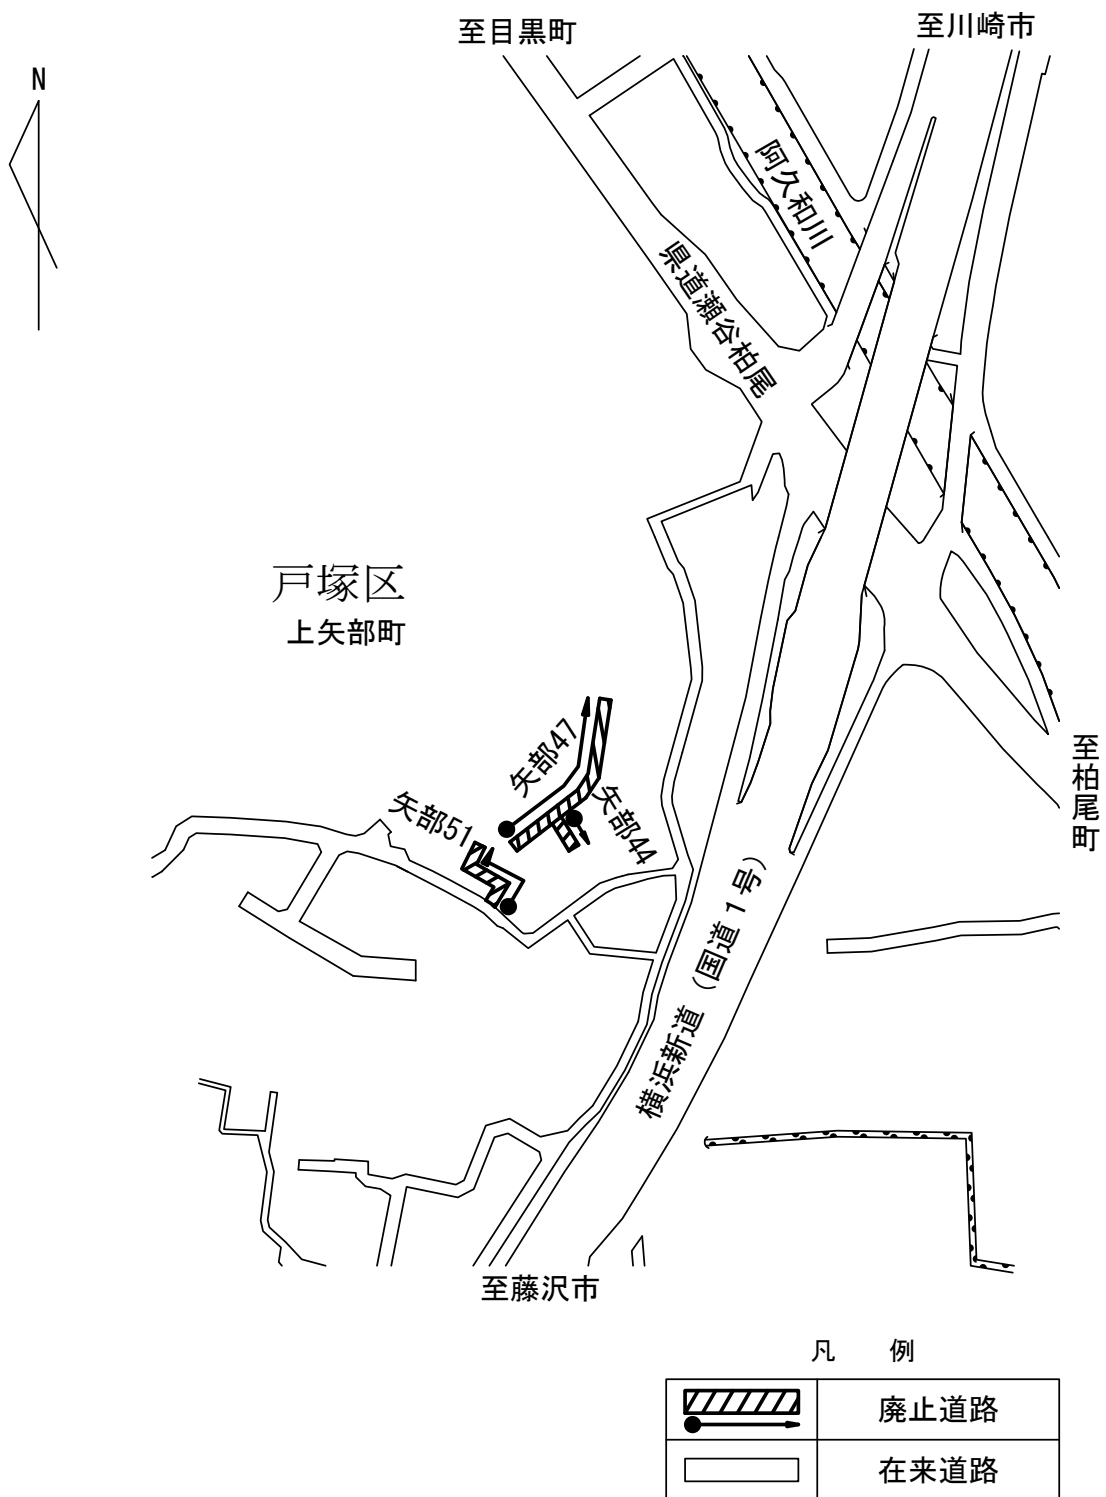 至目黒町
至川崎市
N
阿久和川
県道瀬谷柏尾
戸塚区
上矢部町
矢部47
矢部44
矢部51
至柏尾町
横浜新道（国道１号）
至藤沢市
凡　例
廃止道路
在来道路